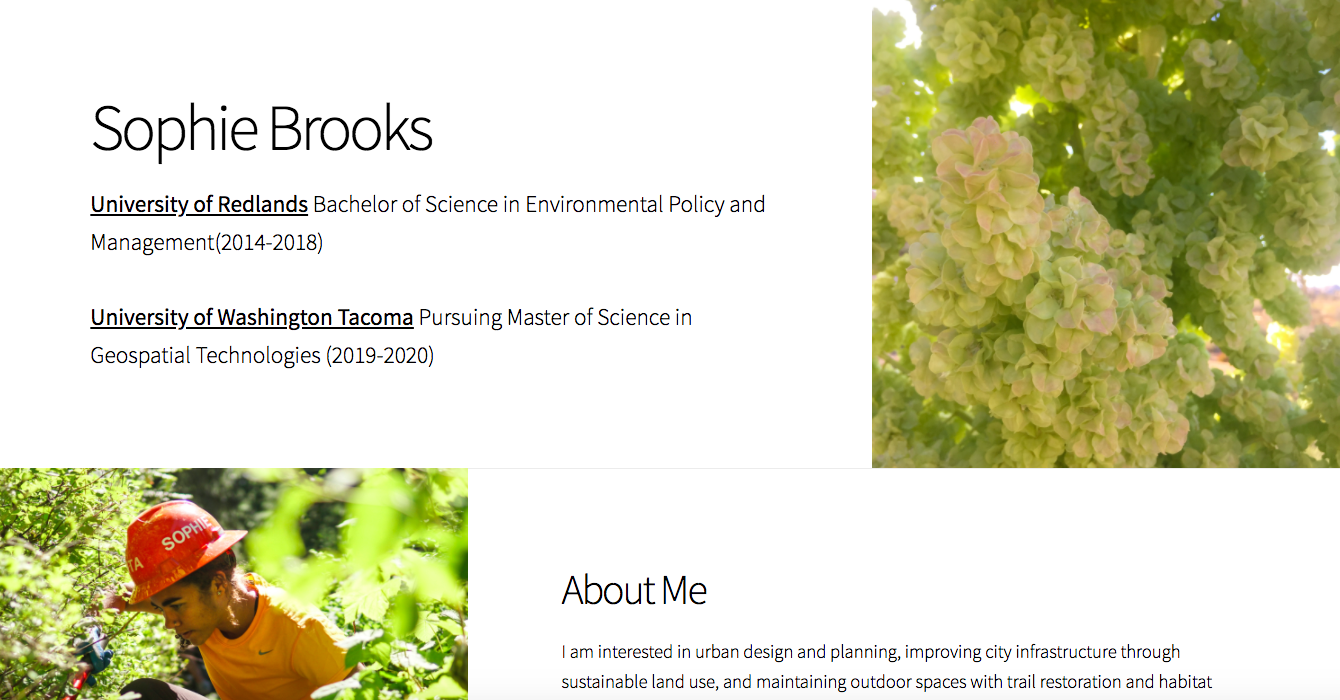 Sophie Brooks
University of Redlands Bachelor of Science in Environmental Policy and
Management(2014-2018)
University of Washington Tacoma Pursuing Master of Science in
Geospatial Technologies (2019-2020)
SOPHIE
TA
About Me
I am interested in urban design and planning, improving city infrastructure through
sustainable land use, and maintaining outdoor spaces with trail restoration and habitat